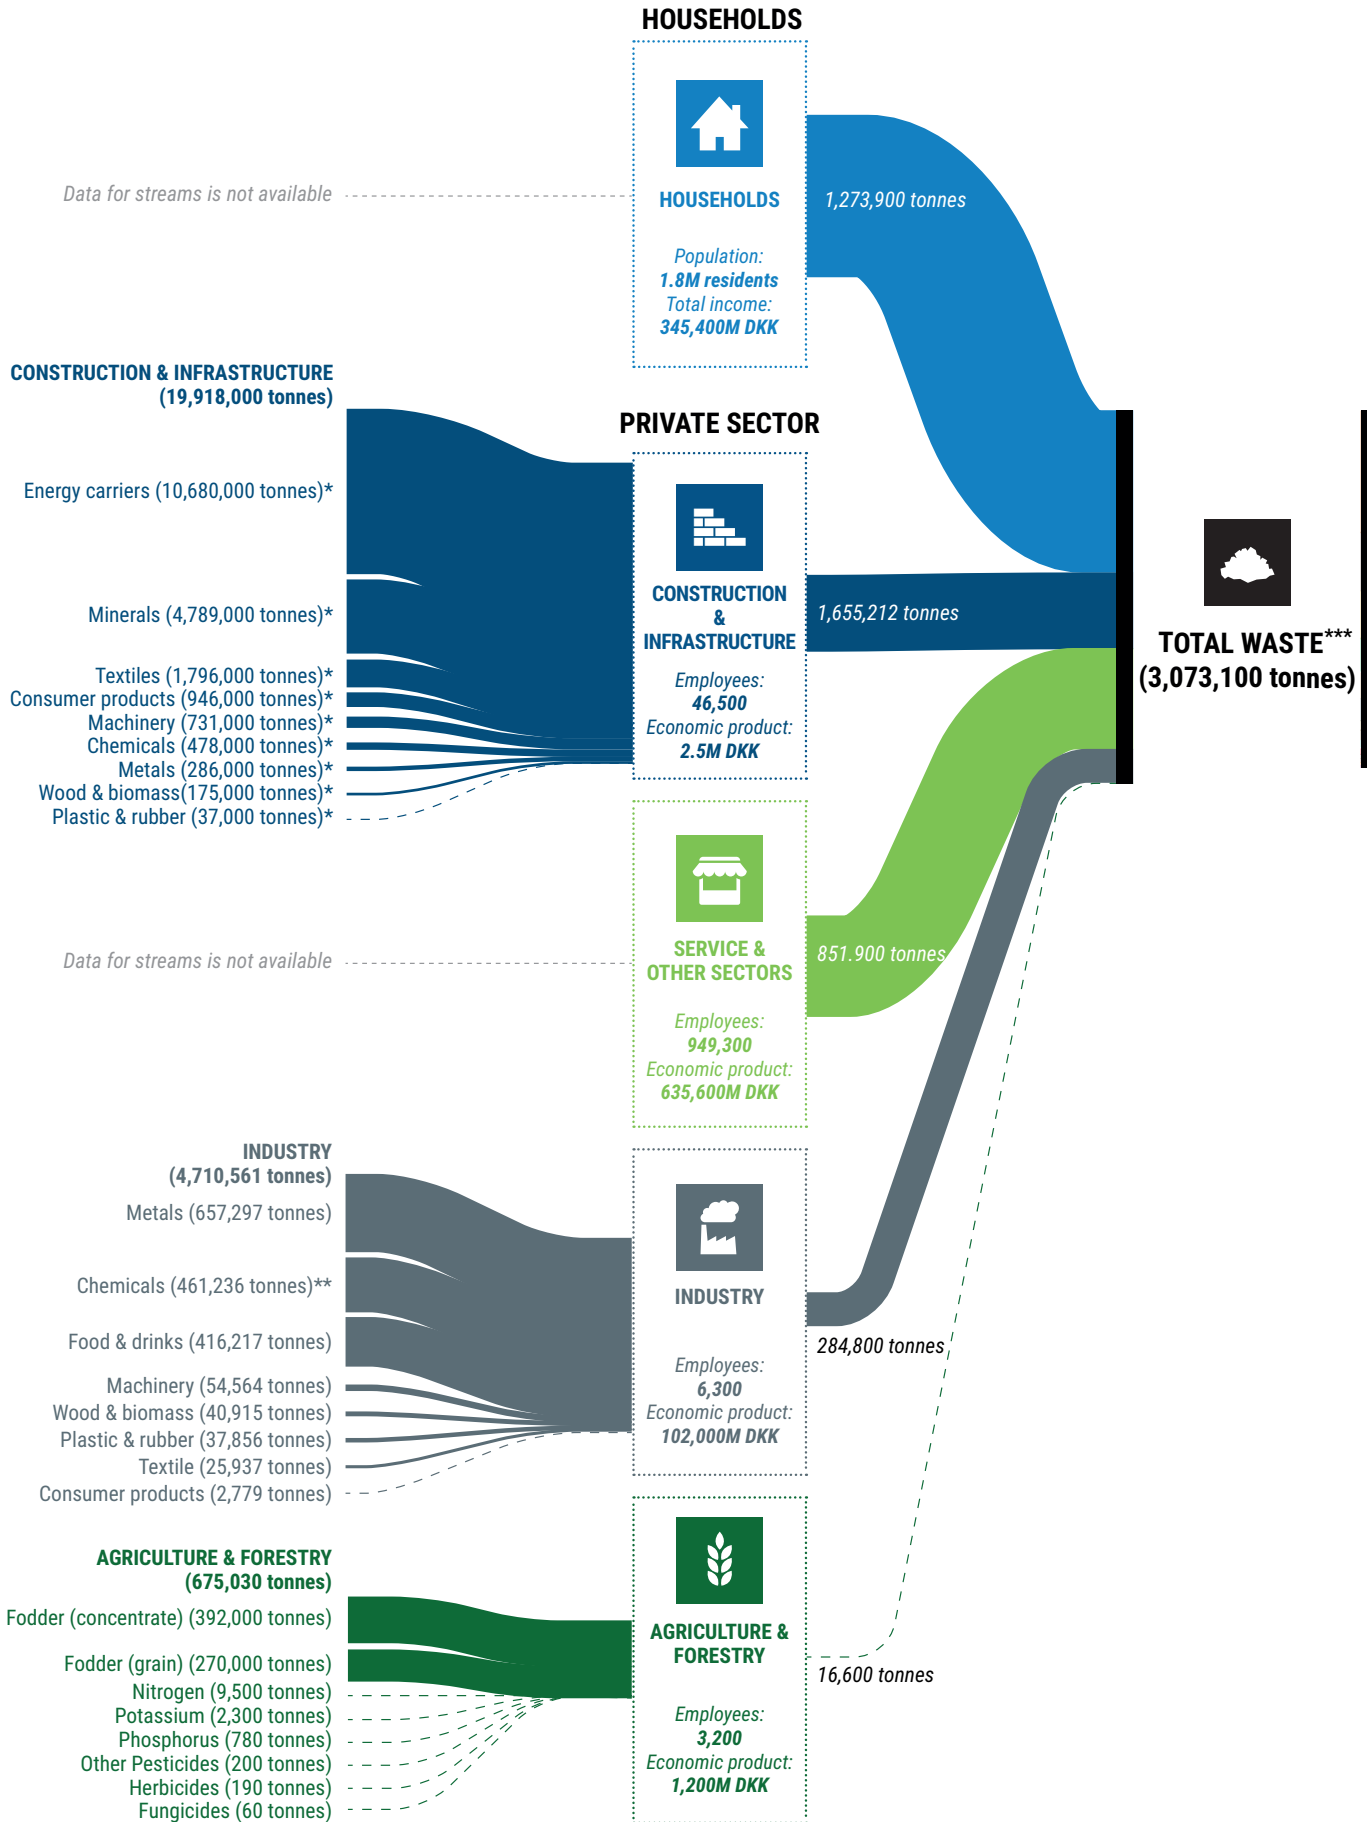 HOUSEHOLDS
Data for streams is not available
HOUSEHOLDS
Population:
1.8M residents
Total income:
345,400M DKK
1,273,900 tonnes
CONSTRUCTION & INFRASTRUCTURE
(19,918,000 tonnes)
Energy carriers (10,680,000 tonnes)*
Minerals (4,789,000 tonnes)*
Textiles (1,796,000 tonnes)*
Consumer products (946,000 tonnes)*
Machinery (731,000 tonnes)*
Chemicals (478,000 tonnes)*
Metals (286,000 tonnes)*
Wood & biomass(175,000 tonnes)*
Plastic & rubber (37,000 tonnes)*
PRIVATE SECTOR
CONSTRUCTION
&
INFRASTRUCTURE
Employees:
46,500
Economic product:
2.5M DKK
1,655,212 tonnes
TOTAL WASTE***
(3,073,100 tonnes)
Data for streams is not available
SERVICE &
OTHER SECTORS
Employees:
949,300
Economic product:
635,600M DKK
851.900 tonnes
INDUSTRY
(4,710,561 tonnes)
Metals (657,297 tonnes)
Chemicals (461,236 tonnes)**
Food & drinks (416,217 tonnes)
Machinery (54,564 tonnes)
Wood & biomass (40,915 tonnes)
Plastic & rubber (37,856 tonnes)
Textile (25,937 tonnes)
Consumer products (2,779 tonnes)
INDUSTRY
Employees:
6,300
Economic product:
102,000M DKK
284,800 tonnes
AGRICULTURE & FORESTRY
(675,030 tonnes)
Fodder (concentrate) (392,000 tonnes)
Fodder (grain) (270,000 tonnes)
Nitrogen (9,500 tonnes)
Potassium (2,300 tonnes)
Phosphorus (780 tonnes)
Other Pesticides (200 tonnes)
Herbicides (190 tonnes)
Fungicides (60 tonnes)
AGRICULTURE &
FORESTRY
Employees:
3,200
Economic product:
1,200M DKK
16,600 tonnes